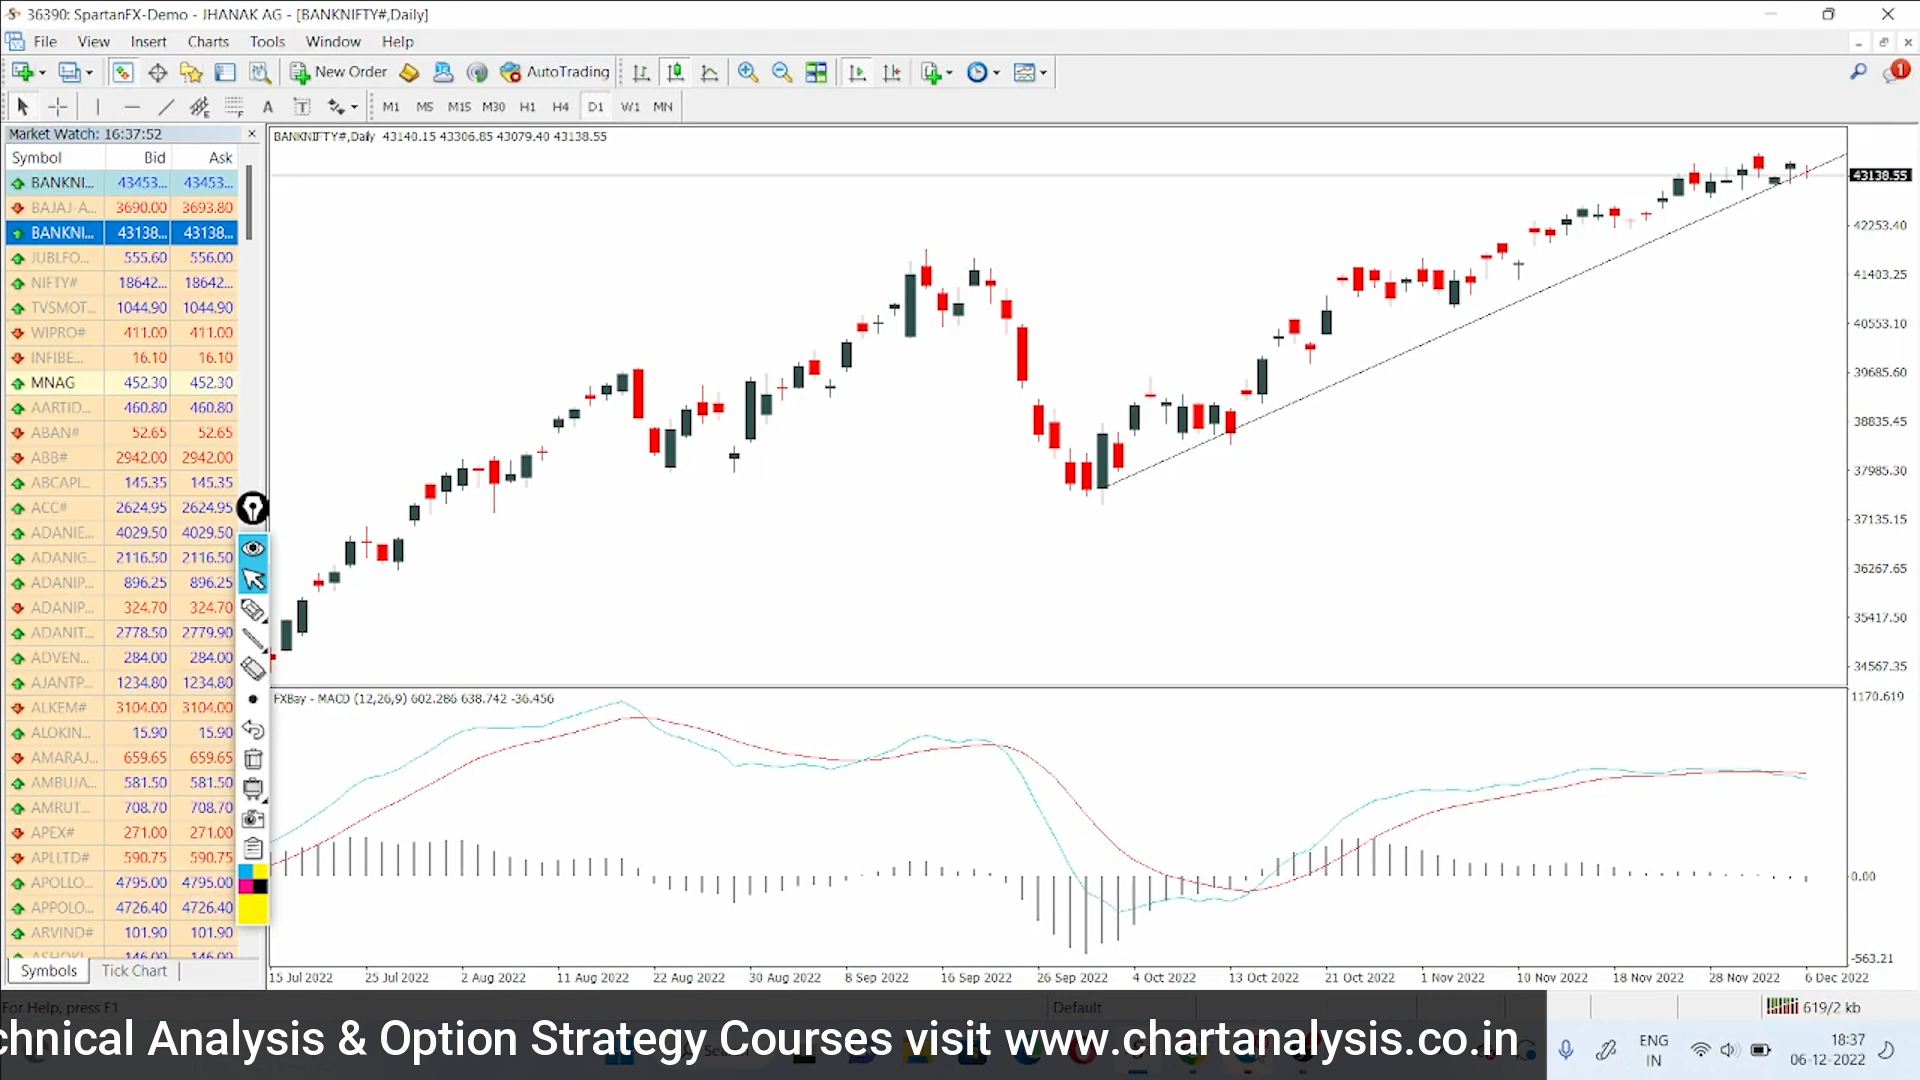 36390: SpartanFX-Demo - JHANAK AG - [BANKNIFTY#,Daily]
File View Insert Charts Tools Window Help
New Order AutoTrading 1
A T M1 M5 M15 M30 H1 H4 D1 W1 MN
Market Watch: 16:37:52
Symbol Bid Ask
BANKNI... 43453... 43453...
BAJAJ-A... 3690.00 3693.80
BANKNI... 43138... 43138...
JUBLFO... 555.60 556.00
NIFTY# 18642... 18642...
TVSMOT... 1044.90 1044.90
WIPRO# 411.00 411.00
INFIBE... 16.10 16.10
MNAG 452.30 452.30
AARTID... 460.80 460.80
ABAN# 52.65 52.65
ABB# 2942.00 2942.00
ABCAPI... 145.35 145.35
ACC# 2624.95 2624.95
ADANIE... 4029.50 4029.50
ADANIG... 2116.50 2116.50
ADANIP... 896.25 896.25
ADANIP... 324.70 324.70
ADANIT... 2778.50 2779.90
ADVEN... 284.00 284.00
AJANTP... 1234.80 1234.80
ALKEM# 3104.00 3104.00
ALOKIN... 15.90 15.90
AMARAJ... 659.65 659.65
AMBUJA... 581.50 581.50
AMRUT... 708.70 708.70
APEX# 271.00 271.00
APLLTD# 590.75 590.75
APOLLO... 4795.00 4795.00
APPOLO... 4726.40 4726.40
ARVIND# 101.90 101.90
Symbols Tick Chart
BANKNIFTY#,Daily 43140.15 43306.85 43079.40 43138.55
43138.55
42253.40
41403.25
40553.10
39685.60
38835.45
37985.30
37135.15
36267.65
35417.50
34567.35
FXBay - MACD (12,26,9) 602.286 638.742 -36.456
1170.619
0.00
-563.21
15 Jul 2022 25 Jul 2022 2 Aug 2022 11 Aug 2022 22 Aug 2022 30 Aug 2022 8 Sep 2022 16 Sep 2022 26 Sep 2022 4 Oct 2022 13 Oct 2022 21 Oct 2022 1 Nov 2022 10 Nov 2022 18 Nov 2022 28 Nov 2022 6 Dec 2022
For Help, press F1 Default 619/2 kb
chnical Analysis & Option Strategy Courses visit www.chartanalysis.co.in
ENG
IN
18:37
06-12-2022